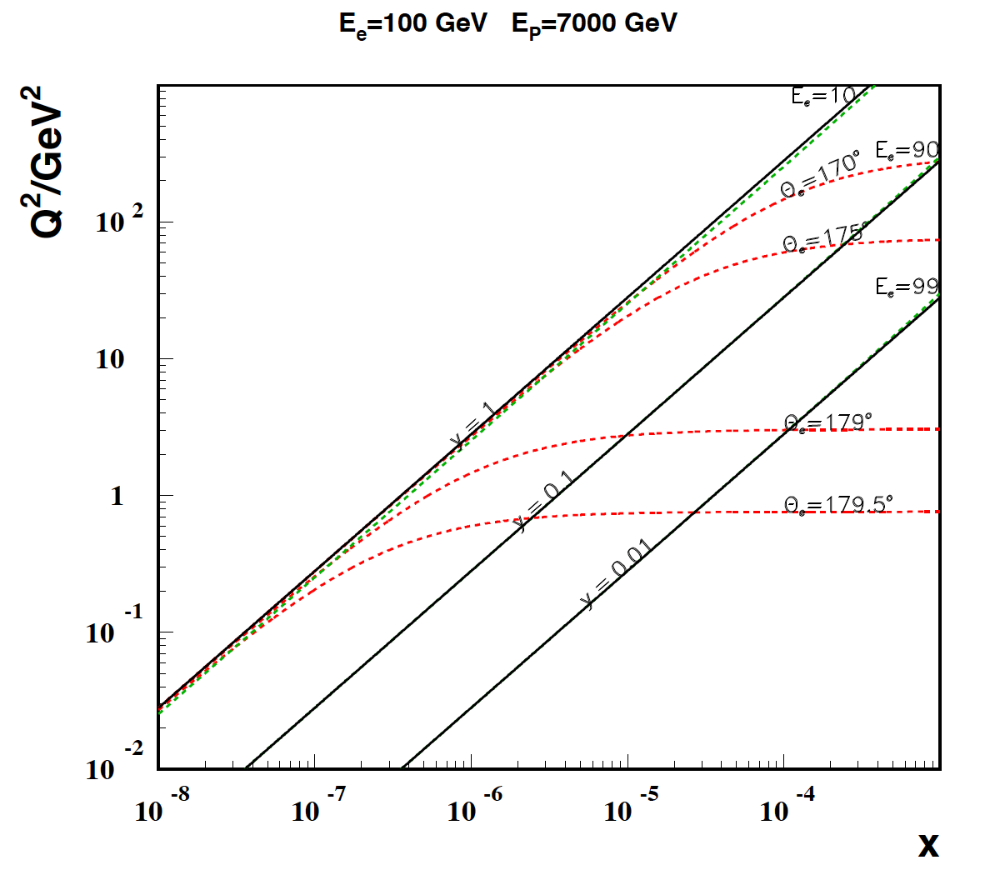 Ee=100 GeV EP=7000 GeV
Q2/GeV2
Ee=10
Ee=90
Θe=170°
10 2
Θe=175°
Ee=99
10
y = 1
Θe=179°
1
y = 0.1
Θe=179.5°
y = 0.01
10 -1
10 -2
10 -8 10 -7 10 -6 10 -5 10 -4
x